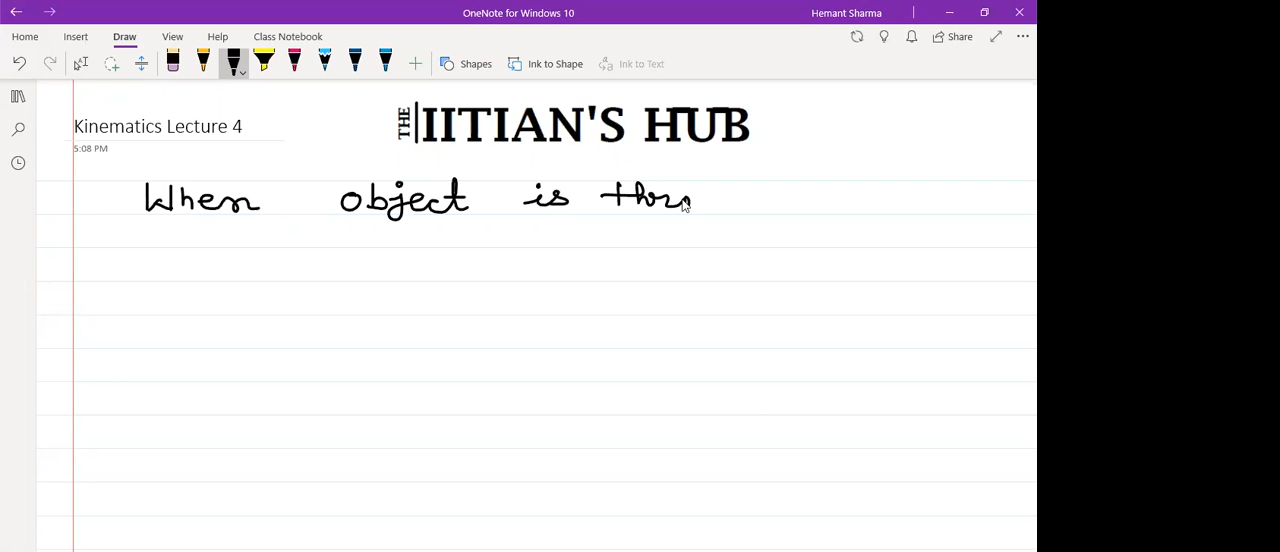 OneNote for Windows 10
Hemant Sharma
Home Insert Draw View Help Class Notebook
Share
Shapes Ink to Shape Ink to Text
Kinematics Lecture 4
5:08 PM
THE IITIAN'S HUB
When object is thro